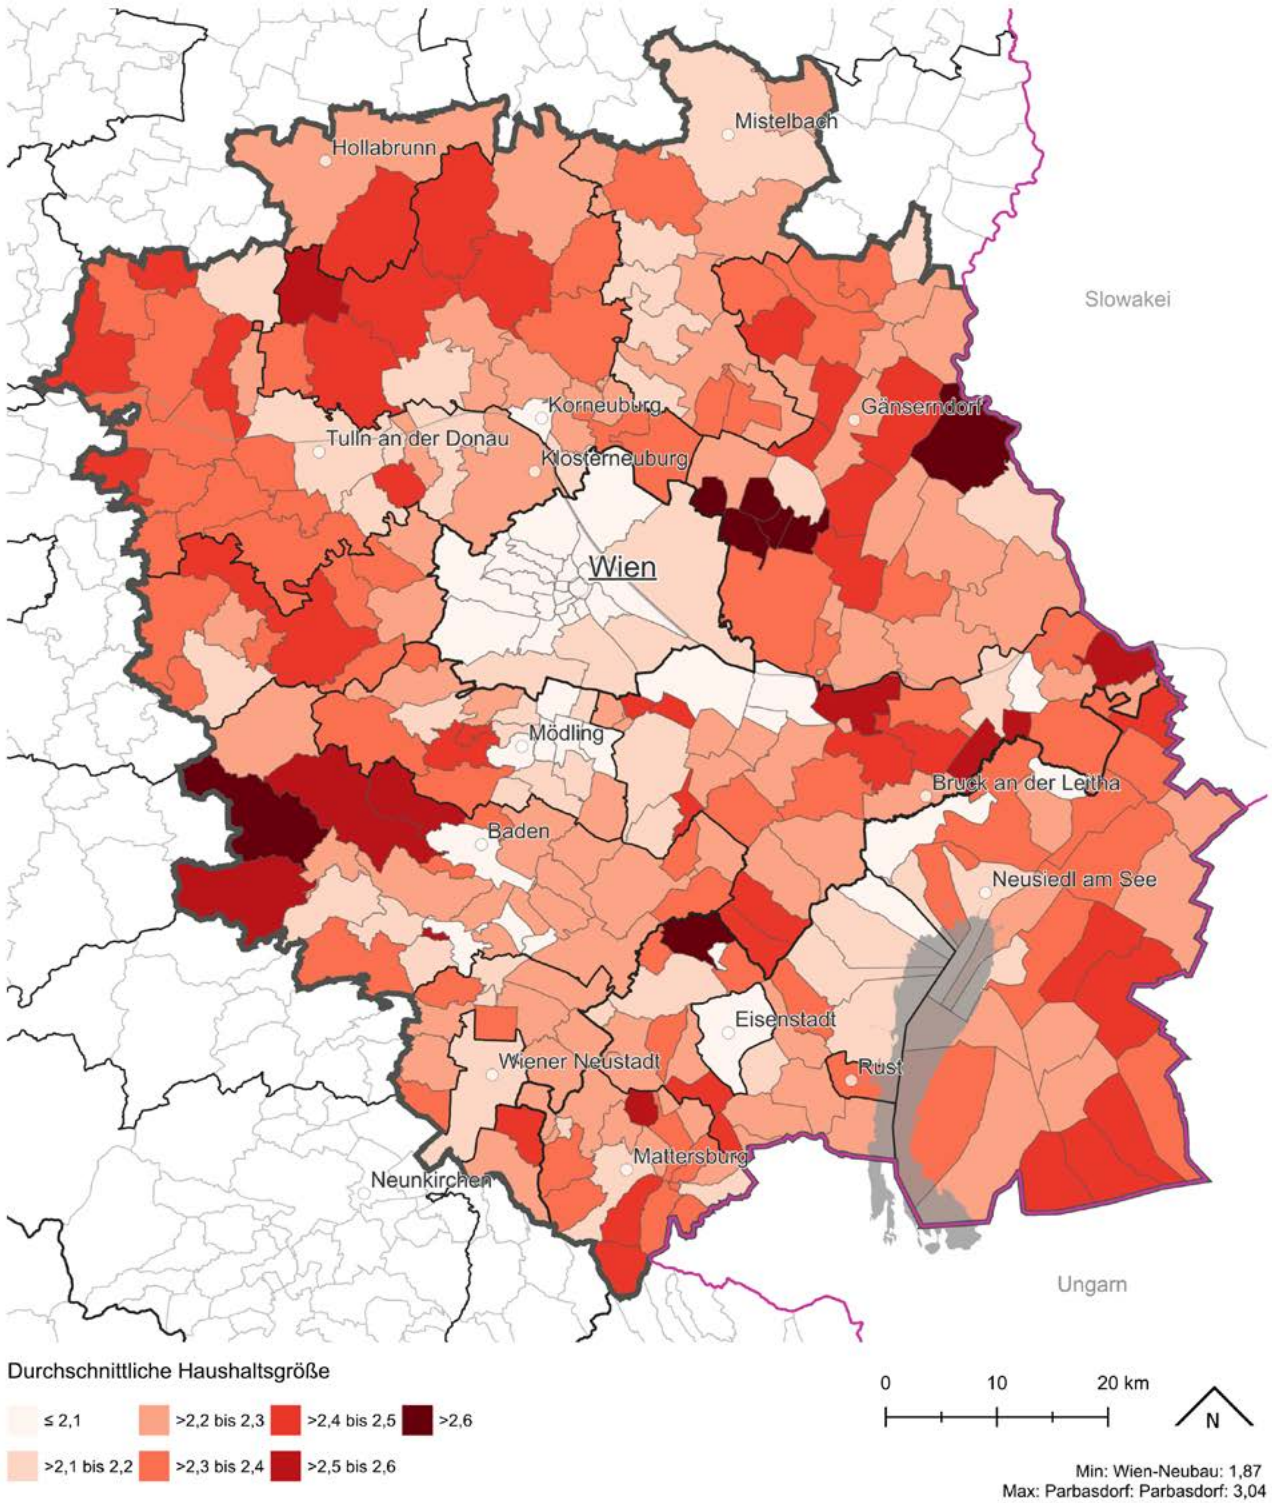 Mistelbach
Hollabrunn
Slowakei
Korneuburg
Gänserndorf
Tulln an der Donau
Klosterneuburg
Wien
Mödling
Bruck an der Leitha
Baden
Neusiedl am See
Eisenstadt
Wiener Neustadt
Rust
Mattersburg
Neunkirchen
Ungarn
Durchschnittliche Haushaltsgröße
≤ 2,1
>2,2 bis 2,3
>2,4 bis 2,5
>2,6
>2,1 bis 2,2
>2,3 bis 2,4
>2,5 bis 2,6
0 10 20 km
N
Min: Wien-Neubau: 1,87
Max: Parbasdorf: Parbasdorf: 3,04